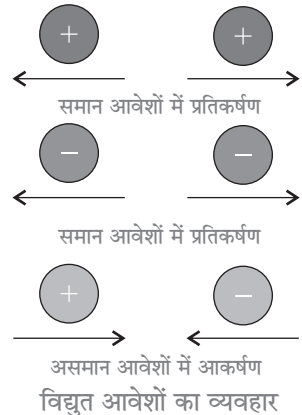 + +
समान आवेशों में प्रतिकर्षण
− −
समान आवेशों में प्रतिकर्षण
+ −
असमान आवेशों में आकर्षण
विद्युत आवेशों का व्यवहार